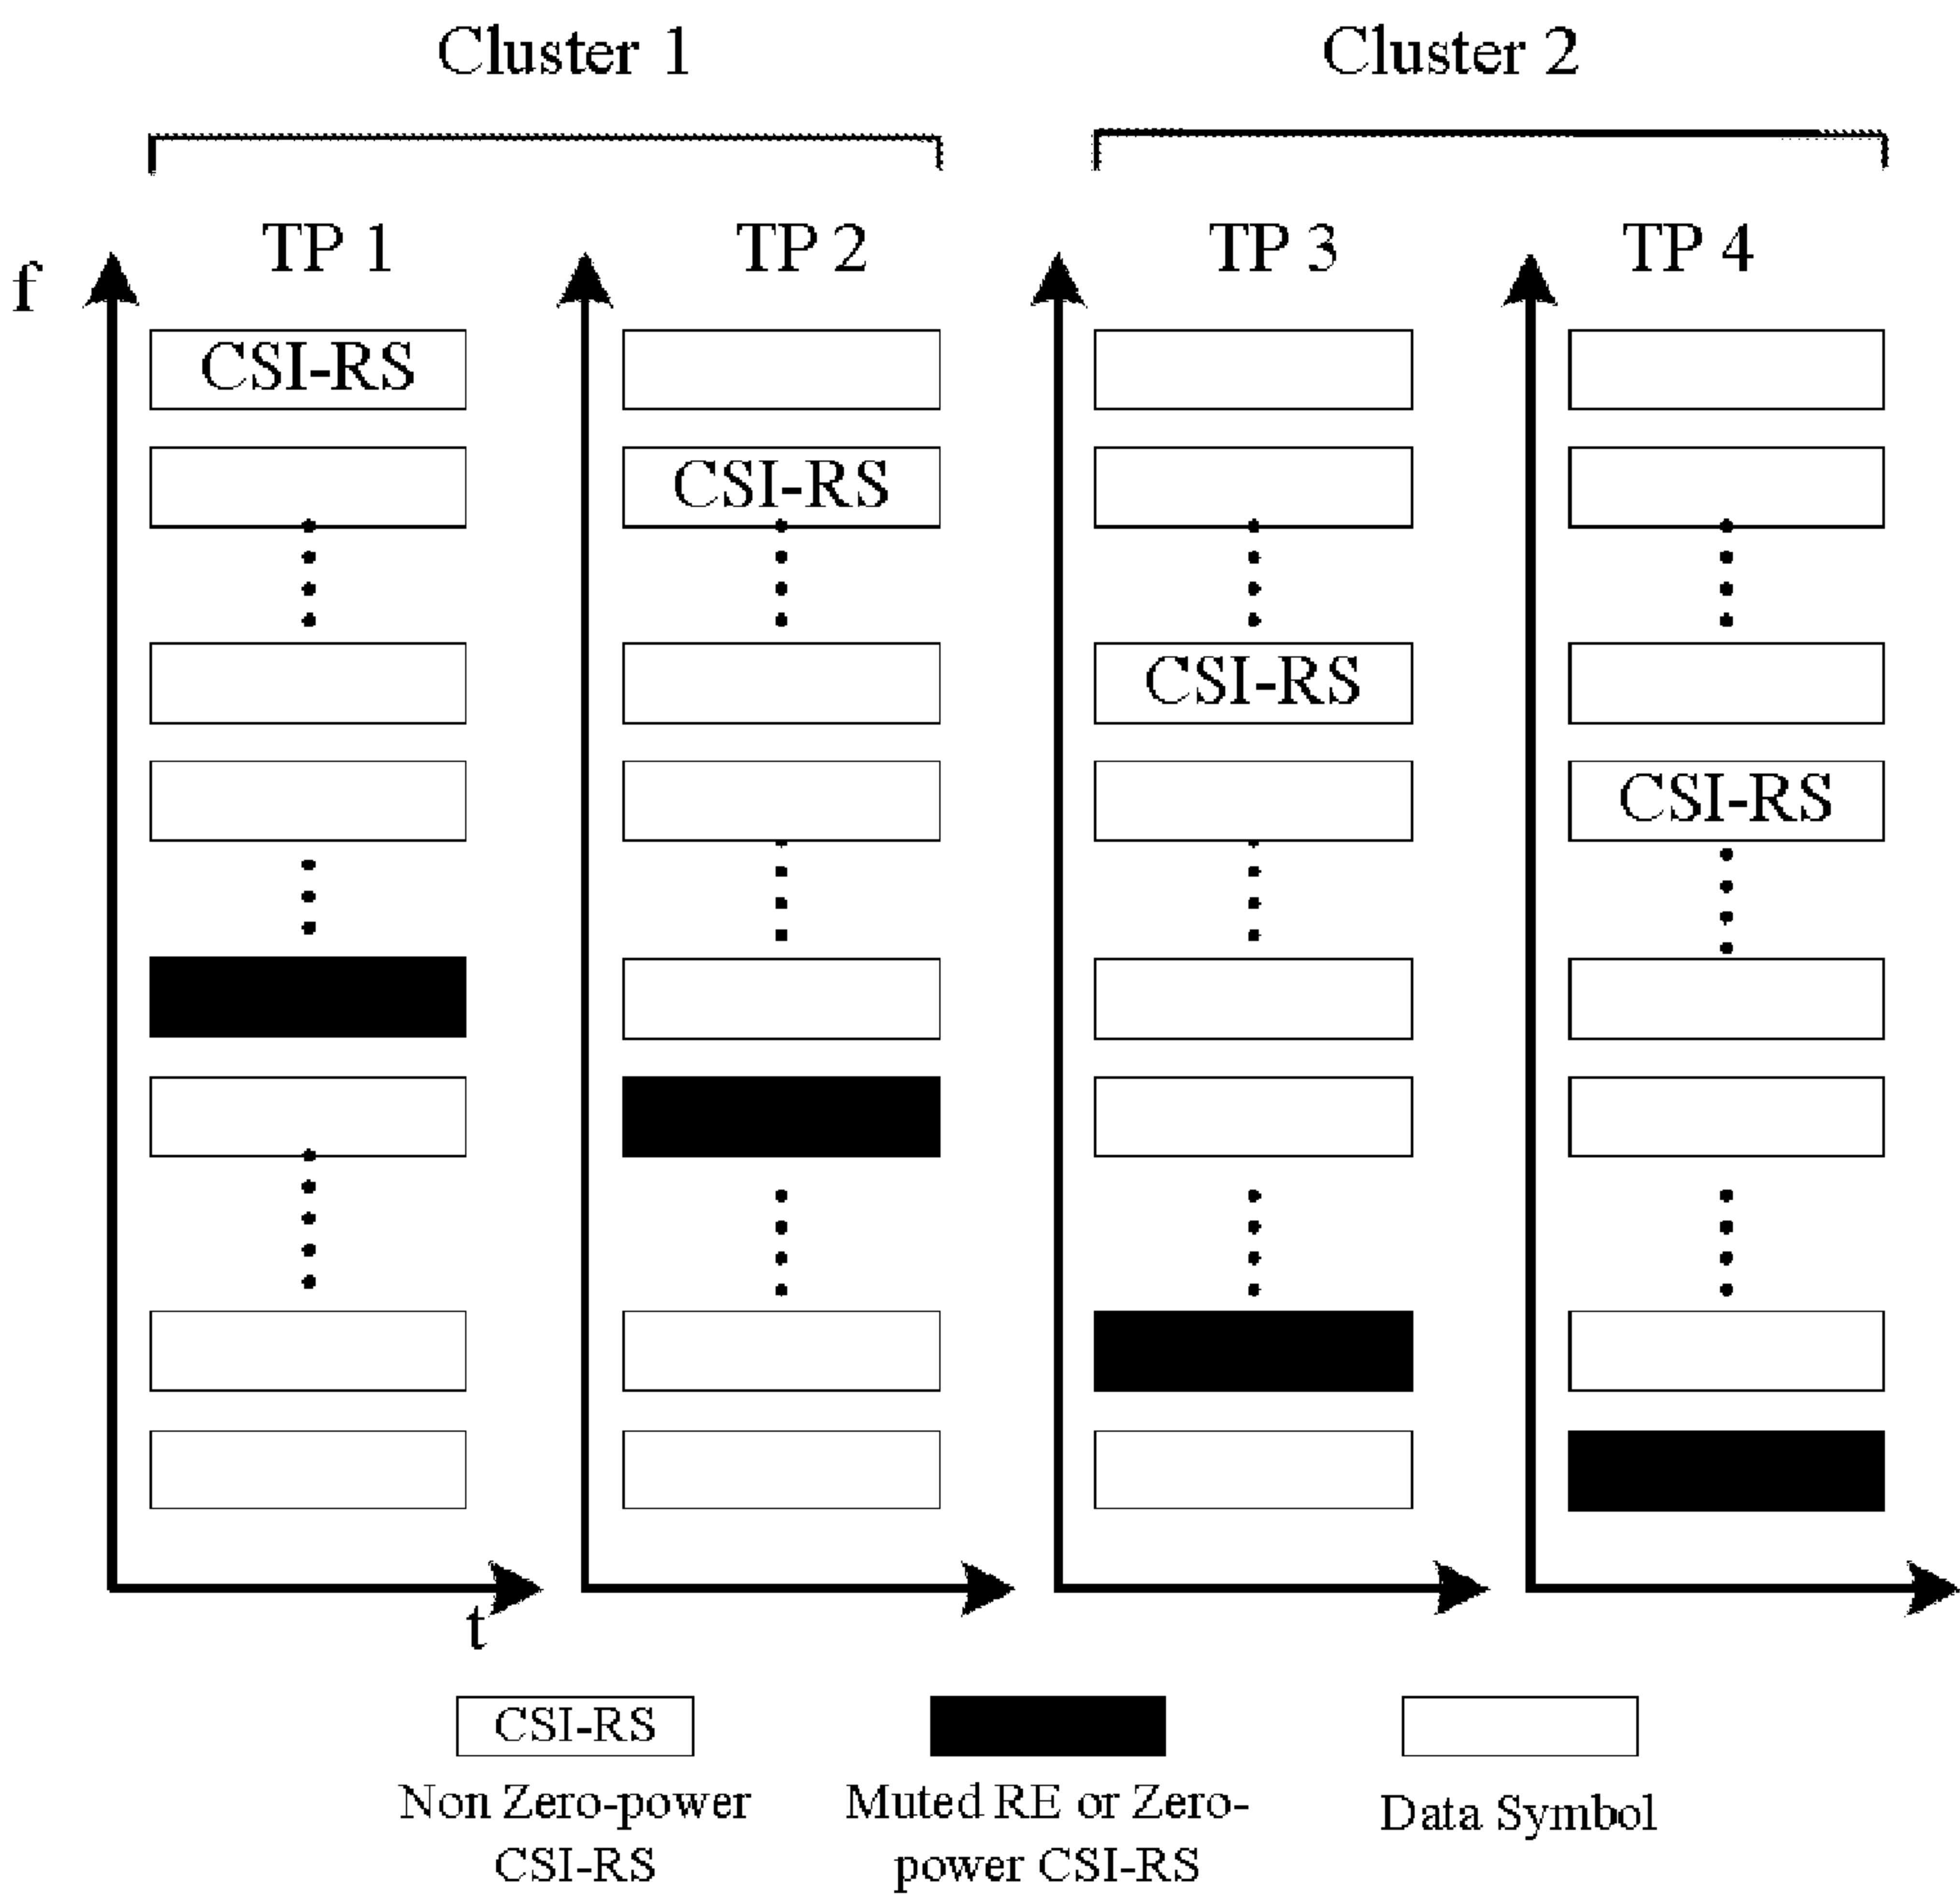 Cluster 1
Cluster 2
TP 1
TP 2
TP 3
TP 4
f
CSI-RS
CSI-RS
CSI-RS
CSI-RS
t
CSI-RS
Non Zero-power
CSI-RS
Muted RE or Zero-
power CSI-RS
Data Symbol